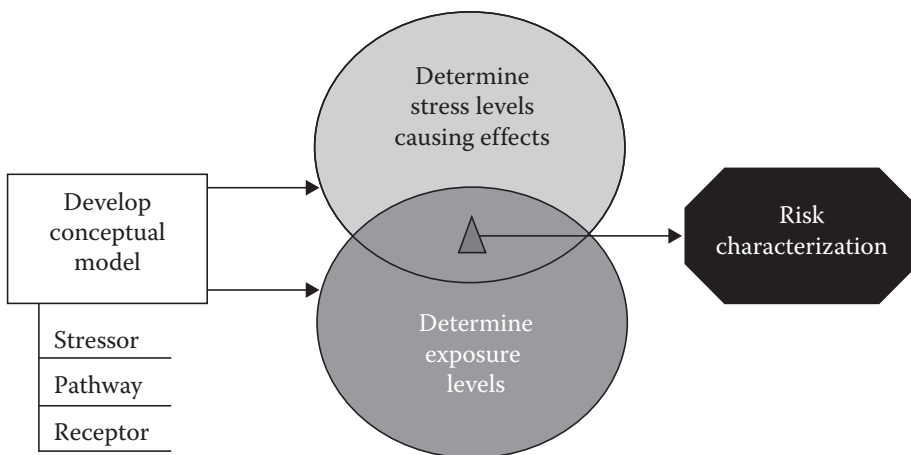 Develop
conceptual
model
Stressor
Pathway
Receptor
Determine
stress levels
causing effects
Determine
exposure
levels
Risk
characterization